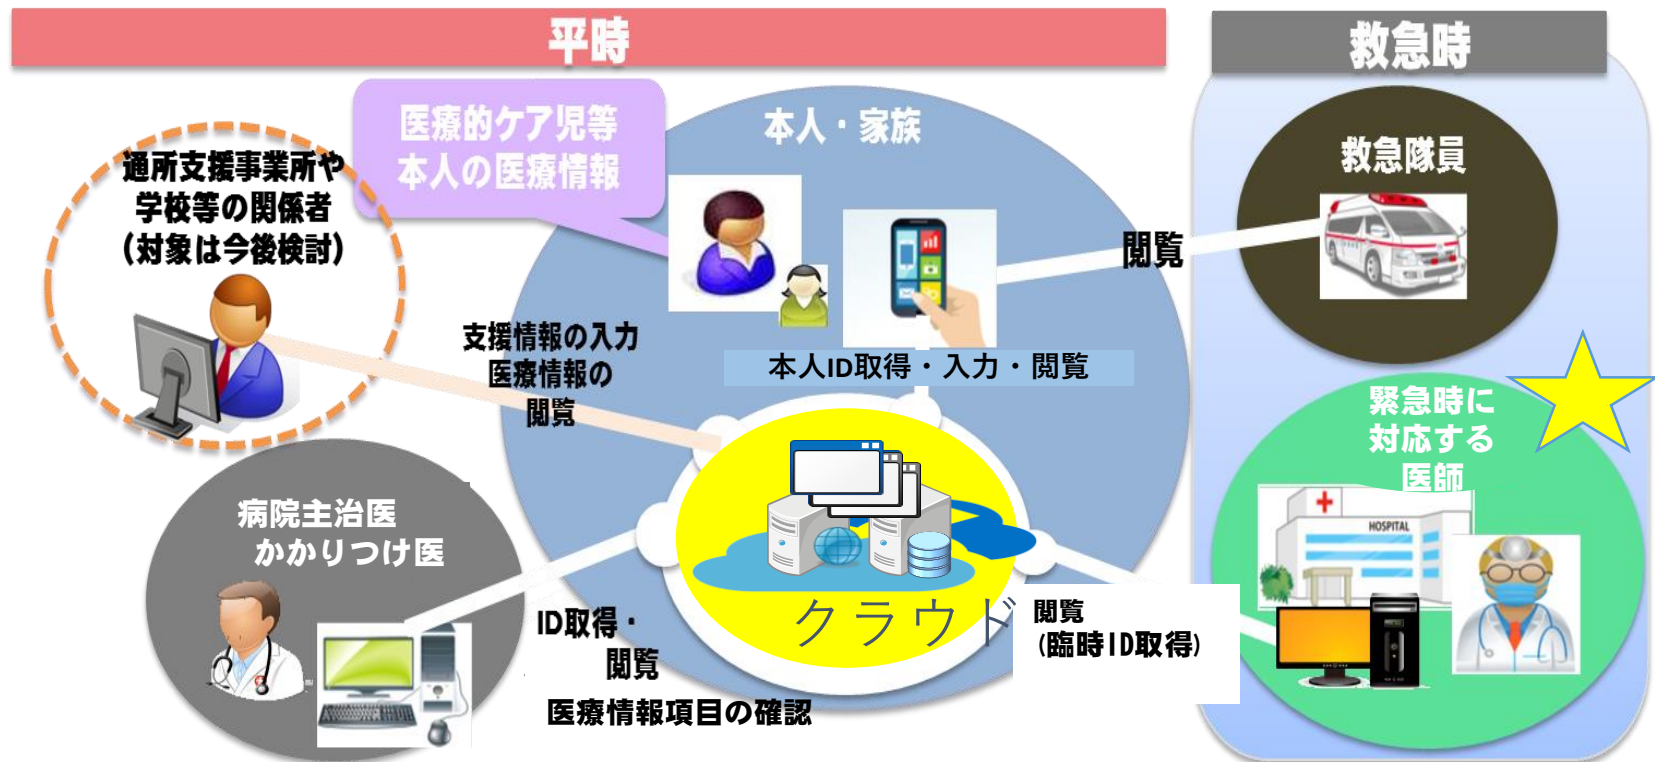 平時
救急時
医療的ケア児等
本人の医療情報
本人・家族
通所支援事業所や
学校等の関係者
(対象は今後検討)
救急隊員
閲覧
支援情報の入力
医療情報の
閲覧
本人ID取得・入力・閲覧
緊急時に
対応する
医師
HOSPITAL
病院主治医
かかりつけ医
クラウド
ID取得・
閲覧
医療情報項目の確認
閲覧
(臨時ID取得)